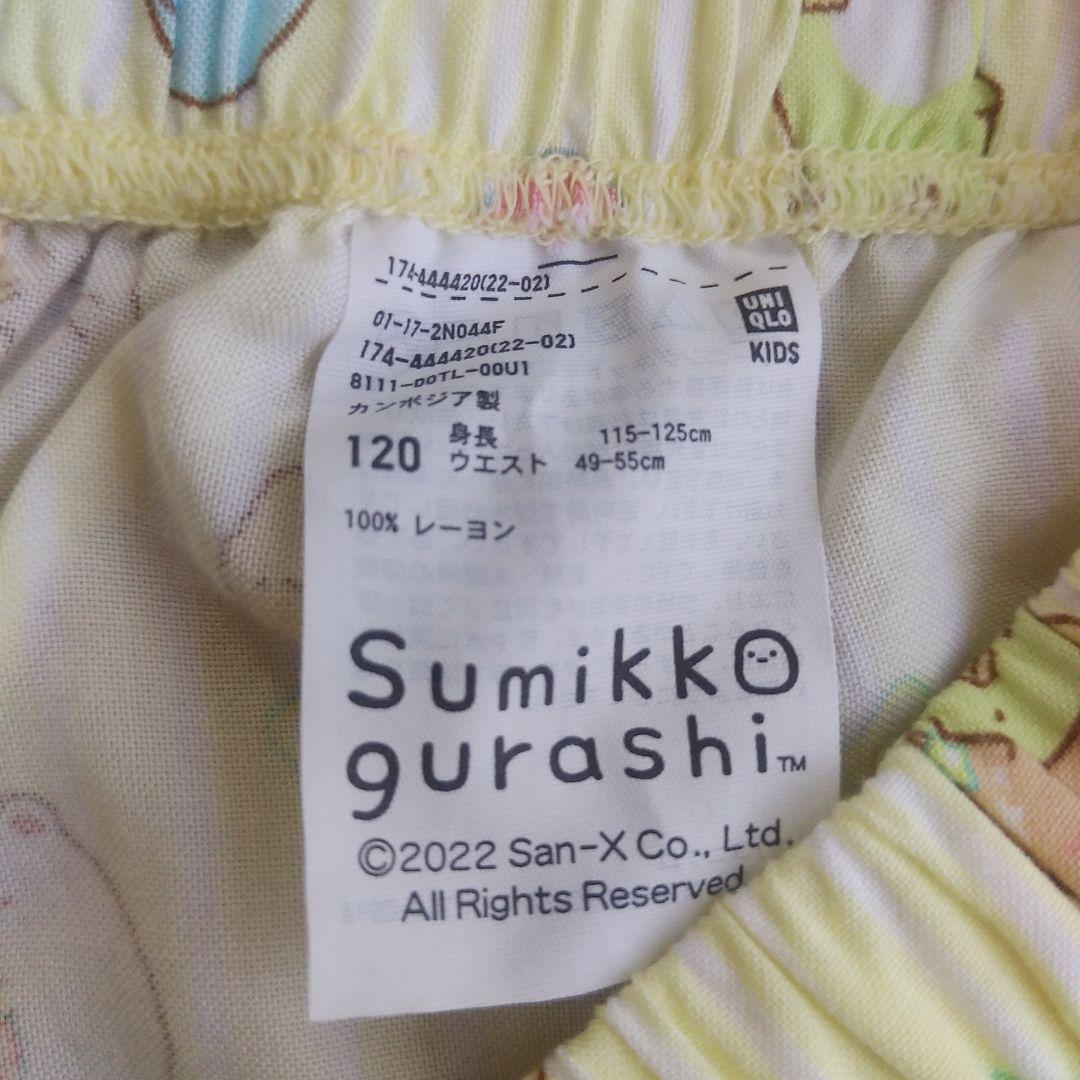 174-444420(22-02)
UNI
QLO
KIDS
01-17-2N044F
174-444420(22-02)
8111-DOTL-00U1
カンボジア製
120 身長 115-125cm
ウエスト 49-55cm
100% レーヨン
Sumikko
gurashi™
©2022 San-X Co., Ltd.
All Rights Reserved